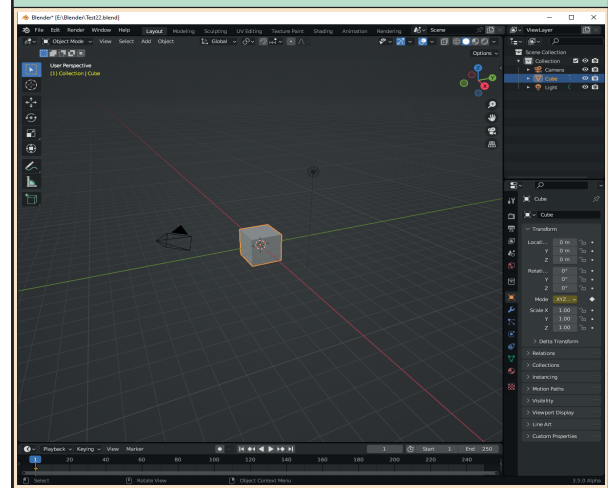 Blender* [E:\Blender\Test22.blend]
File Edit Render Window Help Layout Modeling Sculpting UV Editing Texture Paint Shading Animation Rendering Scene ViewLayer
Object Mode View Select Add Object Global
Options
User Perspective
(1) Collection | Cube
X
Y
Z
Scene Collection
Collection
Camera
Cube
Light
Cube
Cube
Transform
Locati... 0 m
Y 0 m
Z 0 m
Rotati... 0°
Y 0°
Z 0°
Mode XYZ...
Scale X 1.00
Y 1.00
Z 1.00
Delta Transform
Relations
Collections
Instancing
Motion Paths
Visibility
Viewport Display
Line Art
Custom Properties
Playback Keying View Marker 1 Start 1 End 250
1 20 40 60 80 100 120 140 160 180 200 220 240
Select Rotate View Object Context Menu 3.5.0 Alpha